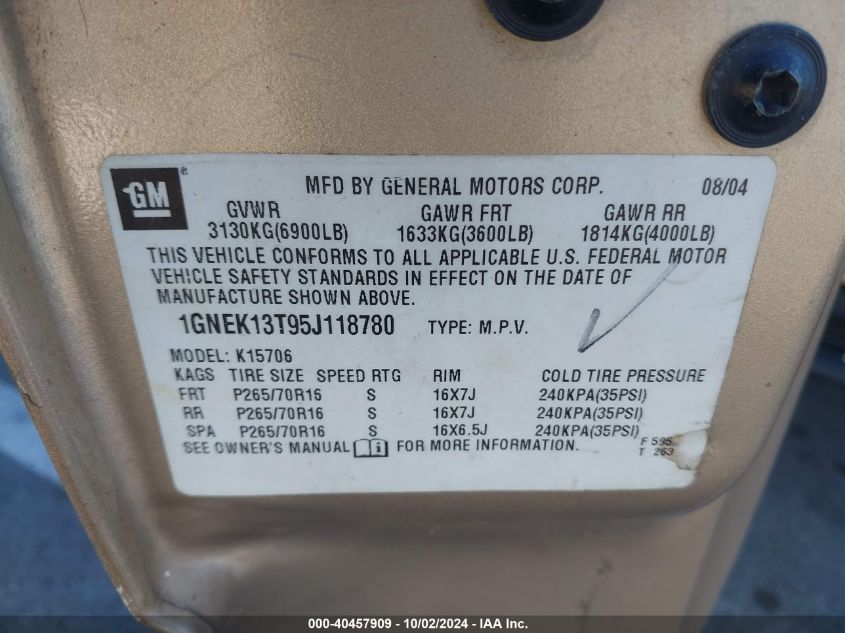 GM®
MFD BY GENERAL MOTORS CORP. 08/04
GVWR GAWR FRT GAWR RR
3130KG(6900LB) 1633KG(3600LB) 1814KG(4000LB)
THIS VEHICLE CONFORMS TO ALL APPLICABLE U.S. FEDERAL MOTOR
VEHICLE SAFETY STANDARDS IN EFFECT ON THE DATE OF
MANUFACTURE SHOWN ABOVE.
1GNEK13T95J118780 TYPE: M.P.V.
MODEL: K15706
KAGS TIRE SIZE SPEED RTG RIM COLD TIRE PRESSURE
FRT P265/70R16 S 16X7J 240KPA(35PSI)
RR P265/70R16 S 16X7J 240KPA(35PSI)
SPA P265/70R16 S 16X6.5J 240KPA(35PSI)
SEE OWNER'S MANUAL FOR MORE INFORMATION.
F 595
T 263
000-40457909 - 10/02/2024 - IAA Inc.